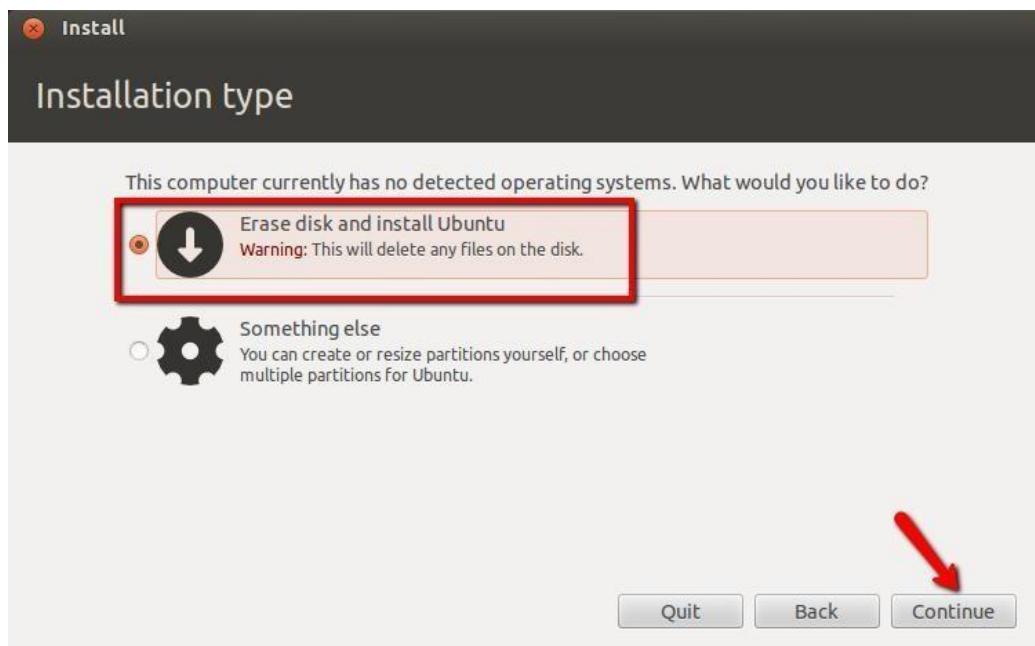 Install
Installation type
This computer currently has no detected operating systems. What would you like to do?
Erase disk and install Ubuntu
Warning: This will delete any files on the disk.
Something else
You can create or resize partitions yourself, or choose
multiple partitions for Ubuntu.
Quit Back Continue